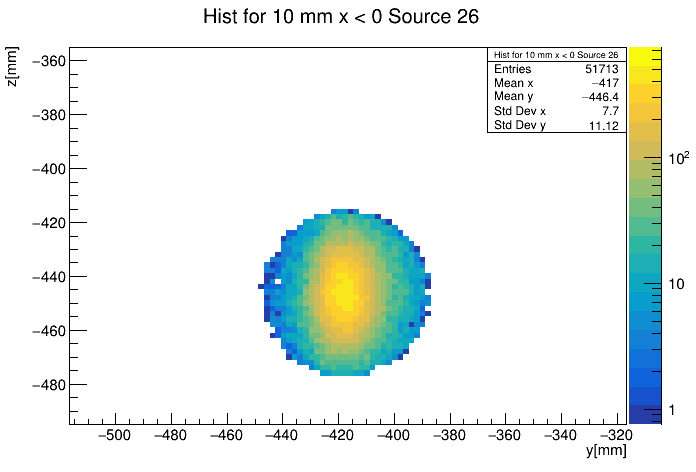 Hist for 10 mm x < 0 Source 26
z[mm]
−360
−380
−400
−420
−440
−460
−480
Hist for 10 mm x < 0 Source 26
Entries 51713
Mean x −417
Mean y −446.4
Std Dev x 7.7
Std Dev y 11.12
10²
10
1
−500 −480 −460 −440 −420 −400 −380 −360 −340 −320
y[mm]